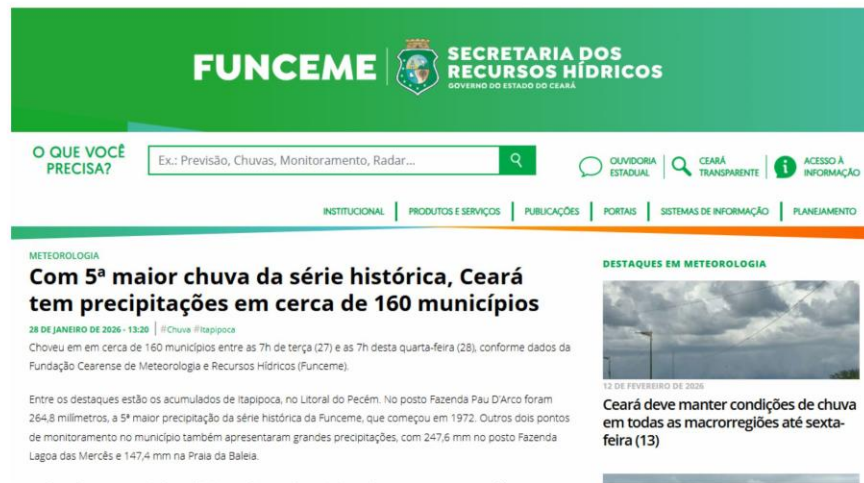 FUNCEME
SECRETARIA DOS
RECURSOS HÍDRICOS
GOVERNO DO ESTADO DO CEARÁ
O QUE VOCÊ
PRECISA?
Ex.: Previsão, Chuvas, Monitoramento, Radar...
OUVIDORIA
ESTADUAL
CEARÁ
TRANSPARENTE
ACESSO À
INFORMAÇÃO
INSTITUCIONAL
PRODUTOS E SERVIÇOS
PUBLICAÇÕES
PORTAIS
SISTEMAS DE INFORMAÇÃO
PLANEJAMENTO
METEOROLOGIA
Com 5ª maior chuva da série histórica, Ceará
tem precipitações em cerca de 160 municípios
28 DE JANEIRO DE 2026 - 13:20 #Chuva #Itapipoca
Choveu em em cerca de 160 municípios entre as 7h de terça (27) e as 7h desta quarta-feira (28), conforme dados da
Fundação Cearense de Meteorologia e Recursos Hídricos (Funceme).
Entre os destaques estão os acumulados de Itapipoca, no Litoral do Pecém. No posto Fazenda Pau D'Arco foram
264,8 milímetros, a 5ª maior precipitação da série histórica da Funceme, que começou em 1972. Outros dois pontos
de monitoramento no município também apresentaram grandes precipitações, com 247,6 mm no posto Fazenda
Lagoa das Mercês e 147,4 mm na Praia da Baleia.
DESTAQUES EM METEOROLOGIA
12 DE FEVEREIRO DE 2026
Ceará deve manter condições de chuva
em todas as macrorregiões até sexta-
feira (13)